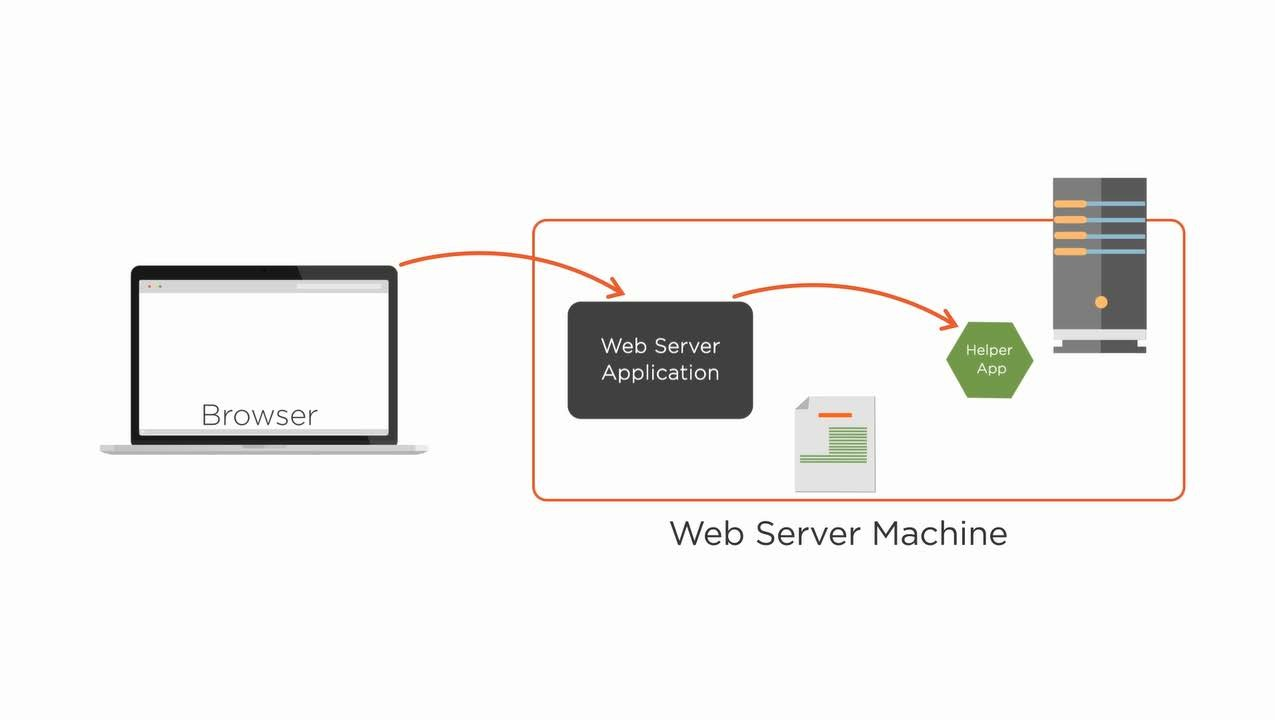 Browser
Web Server
Application
Helper
App
Web Server Machine